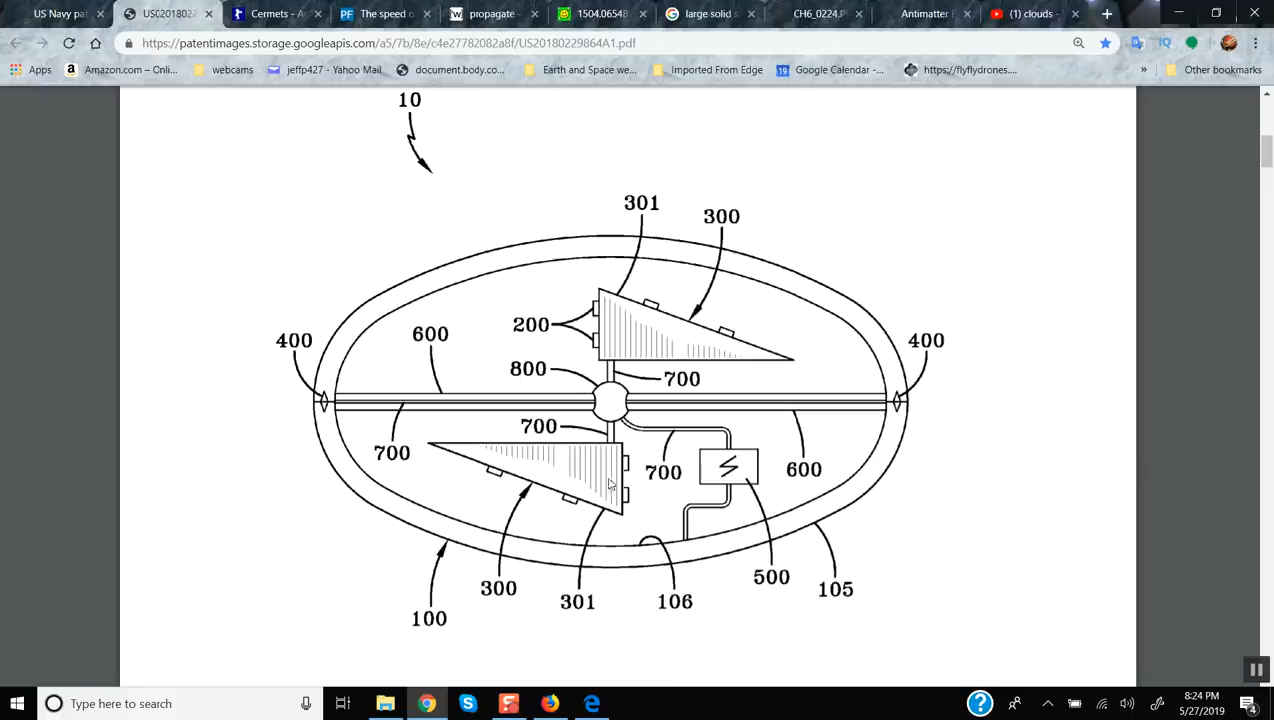 US Navy pa
US0201802
Cermets - A
The speed o
propagate -
1504.06548
large solid s
CH6_0224.P
Antimatter E
(1) clouds -
https://patentimages.storage.googleapis.com/a5/7b/8e/c4e27782082a8f/US20180229864A1.pdf
Apps
Amazon.com – Onli...
webcams
jeffp427 - Yahoo Mail
document.body.co...
Earth and Space we...
Imported From Edge
Google Calendar -...
https://flyflydrones....
»
Other bookmarks
10
301
300
200
600
400
400
800
700
700
700
700
600
300
301
106
500
105
100
Type here to search
8:24 PM
5/27/2019
4